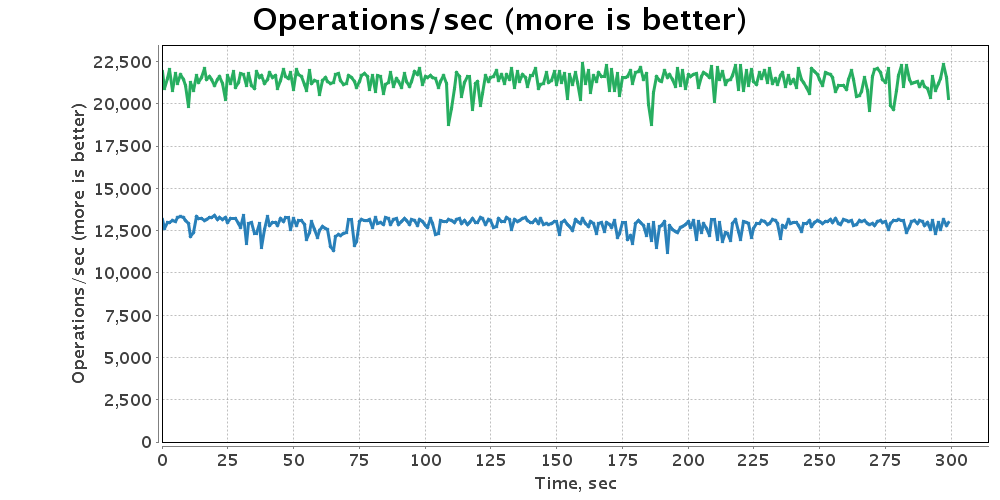 Operations/sec (more is better)
Operations/sec (more is better)
22,500
20,000
17,500
15,000
12,500
10,000
7,500
5,000
2,500
0
0 25 50 75 100 125 150 175 200 225 250 275 300
Time, sec